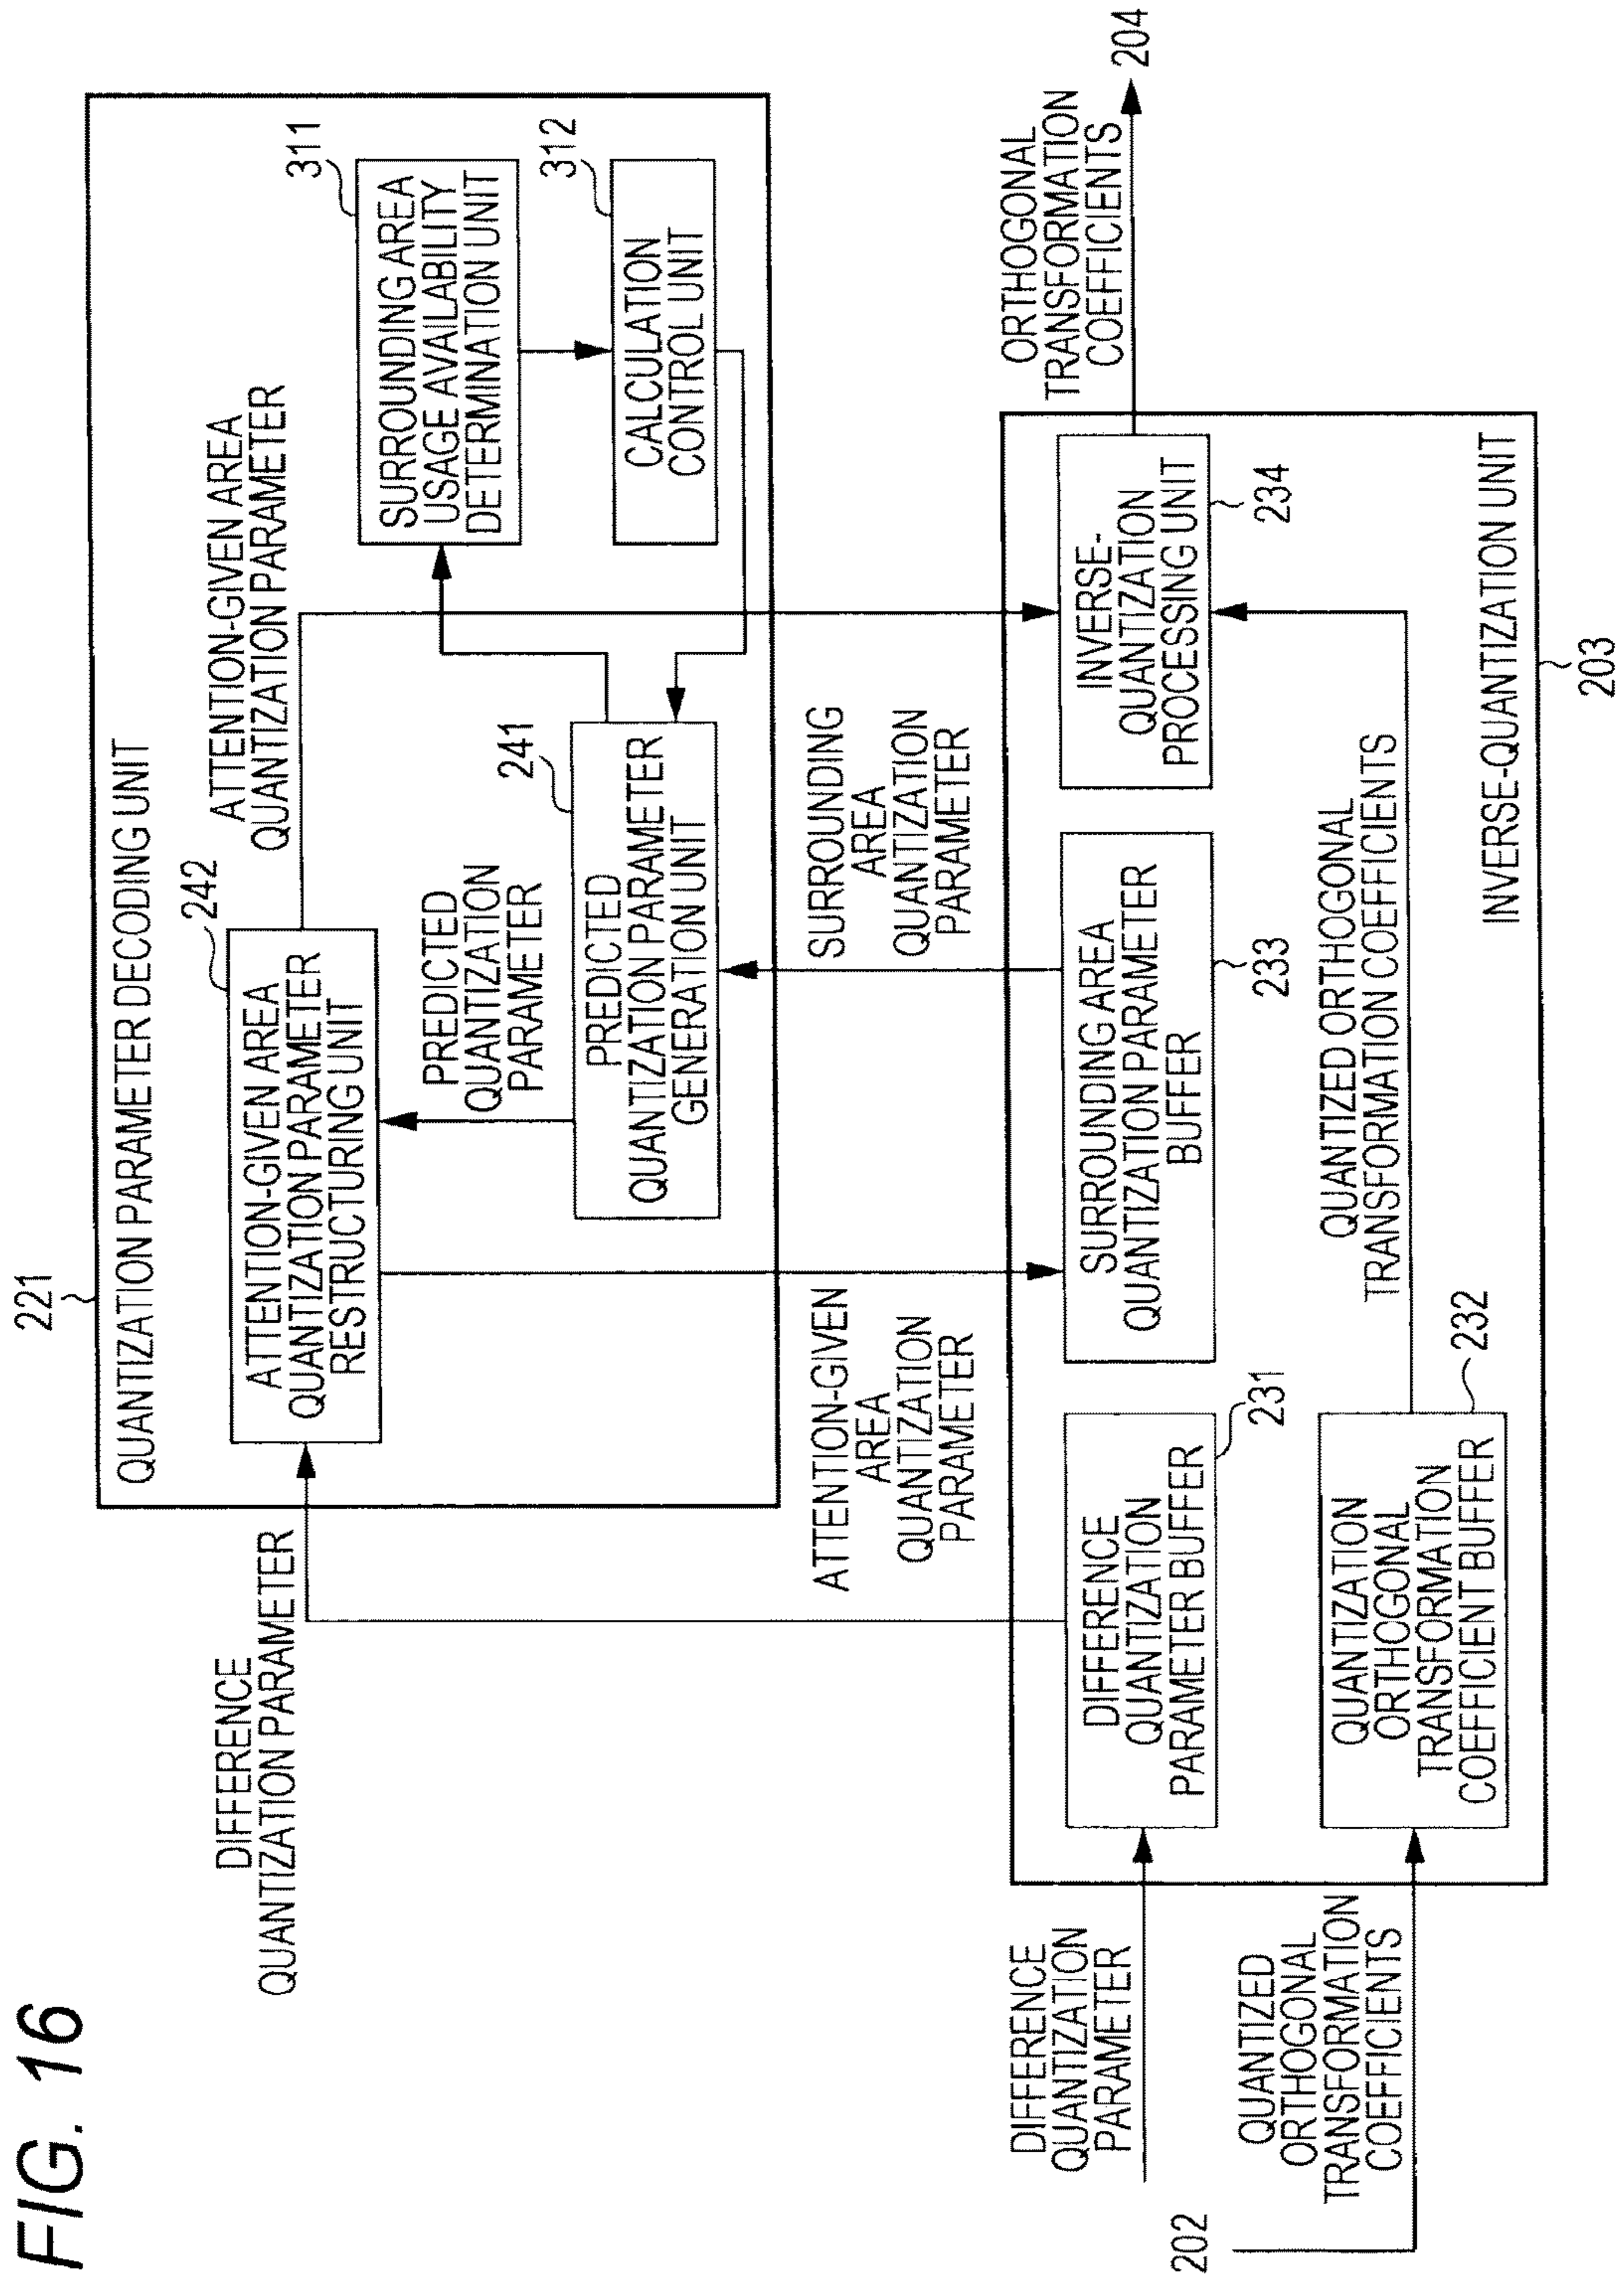 FIG. 16
221
QUANTIZATION PARAMETER DECODING UNIT
DIFFERENCE
QUANTIZATION PARAMETER
242
ATTENTION-GIVEN AREA
QUANTIZATION PARAMETER
RESTRUCTURING UNIT
ATTENTION-GIVEN AREA
QUANTIZATION PARAMETER
PREDICTED
QUANTIZATION
PARAMETER
241
PREDICTED
QUANTIZATION PARAMETER
GENERATION UNIT
311
SURROUNDING AREA
USAGE AVAILABILITY
DETERMINATION UNIT
312
CALCULATION
CONTROL UNIT
ATTENTION-GIVEN
AREA
QUANTIZATION
PARAMETER
SURROUNDING
AREA
QUANTIZATION
PARAMETER
DIFFERENCE
QUANTIZATION
PARAMETER
202
QUANTIZED
ORTHOGONAL
TRANSFORMATION
COEFFICIENTS
DIFFERENCE
QUANTIZATION
PARAMETER BUFFER
231
SURROUNDING AREA
QUANTIZATION PARAMETER
BUFFER
233
INVERSE-
QUANTIZATION
PROCESSING UNIT
234
ORTHOGONAL
TRANSFORMATION
COEFFICIENTS
204
QUANTIZATION
ORTHOGONAL
TRANSFORMATION
COEFFICIENT BUFFER
232
QUANTIZED ORTHOGONAL
TRANSFORMATION COEFFICIENTS
INVERSE-QUANTIZATION UNIT
203